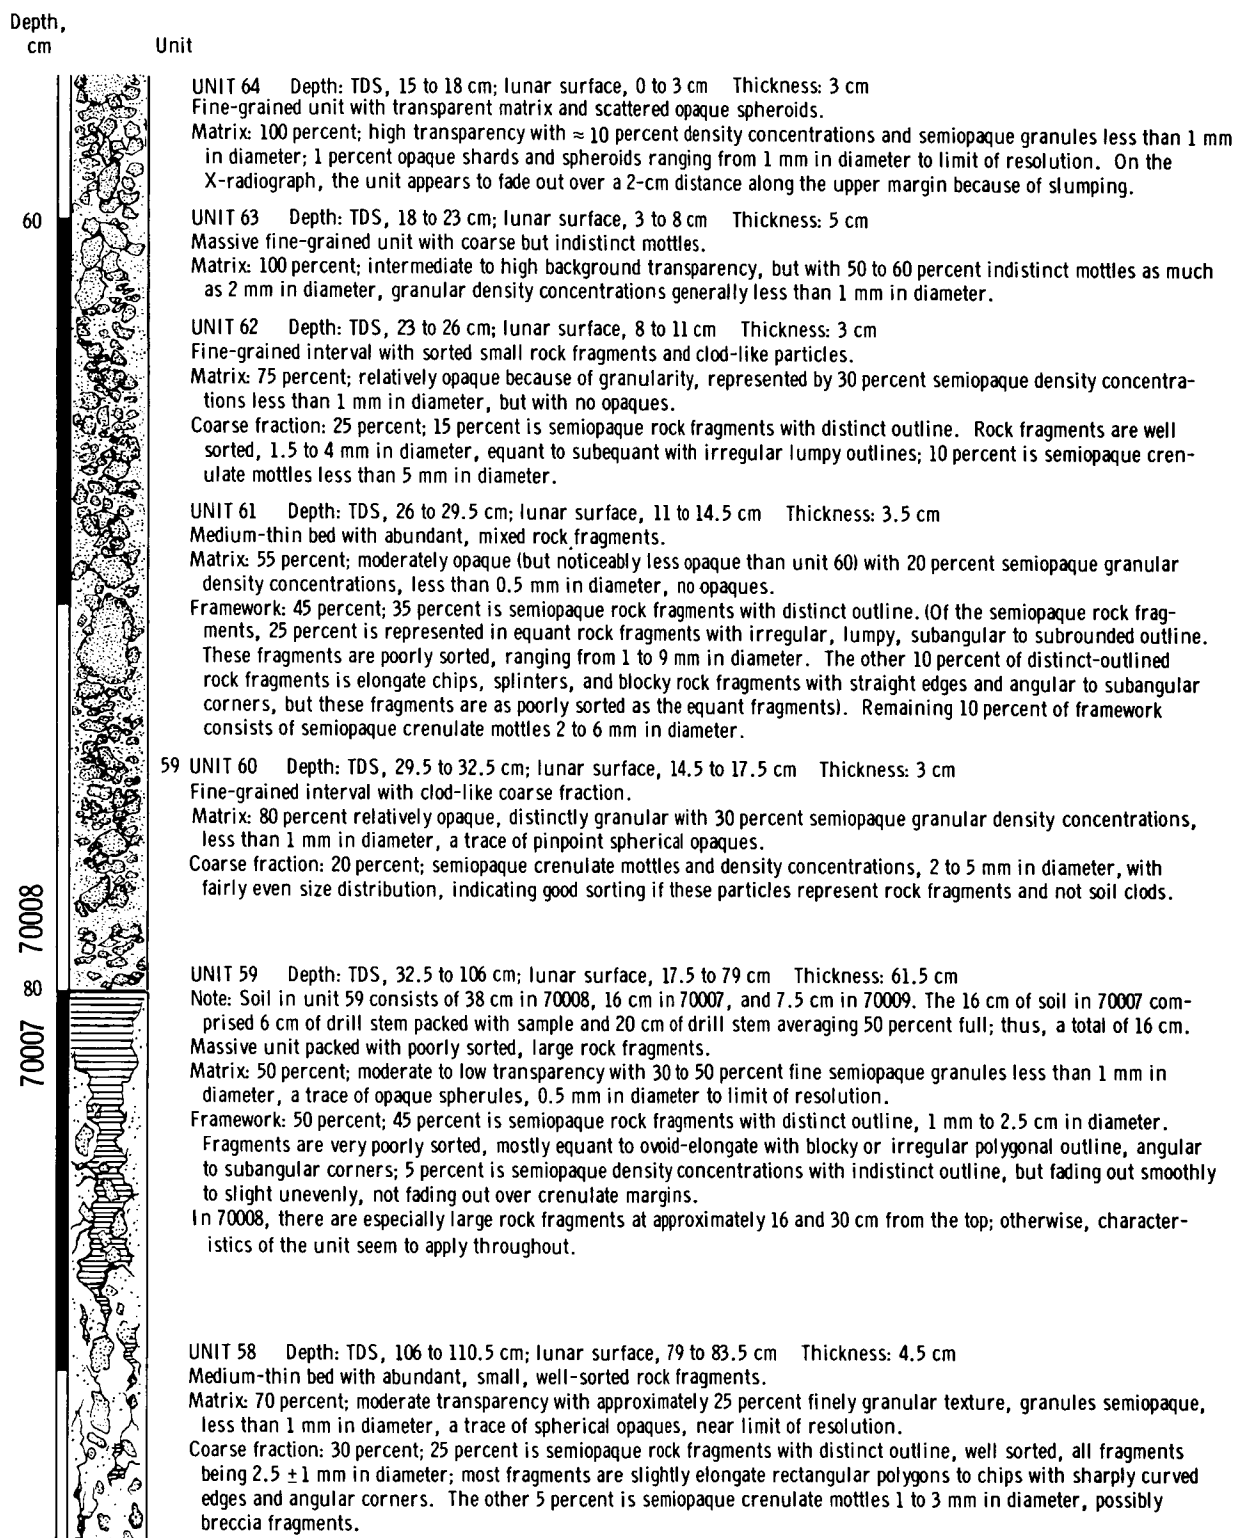 Depth,
cm
Unit
UNIT 64 Depth: TDS, 15 to 18 cm; lunar surface, 0 to 3 cm Thickness: 3 cm
Fine-grained unit with transparent matrix and scattered opaque spheroids.
Matrix: 100 percent; high transparency with ≈ 10 percent density concentrations and semiopaque granules less than 1 mm
in diameter; 1 percent opaque shards and spheroids ranging from 1 mm in diameter to limit of resolution. On the
X-radiograph, the unit appears to fade out over a 2-cm distance along the upper margin because of slumping.
60
UNIT 63 Depth: TDS, 18 to 23 cm; lunar surface, 3 to 8 cm Thickness: 5 cm
Massive fine-grained unit with coarse but indistinct mottles.
Matrix: 100 percent; intermediate to high background transparency, but with 50 to 60 percent indistinct mottles as much
as 2 mm in diameter, granular density concentrations generally less than 1 mm in diameter.
UNIT 62 Depth: TDS, 23 to 26 cm; lunar surface, 8 to 11 cm Thickness: 3 cm
Fine-grained interval with sorted small rock fragments and clod-like particles.
Matrix: 75 percent; relatively opaque because of granularity, represented by 30 percent semiopaque density concentra-
tions less than 1 mm in diameter, but with no opaques.
Coarse fraction: 25 percent; 15 percent is semiopaque rock fragments with distinct outline. Rock fragments are well
sorted, 1.5 to 4 mm in diameter, equant to subequant with irregular lumpy outlines; 10 percent is semiopaque cren-
ulate mottles less than 5 mm in diameter.
UNIT 61 Depth: TDS, 26 to 29.5 cm; lunar surface, 11 to 14.5 cm Thickness: 3.5 cm
Medium-thin bed with abundant, mixed rock fragments.
Matrix: 55 percent; moderately opaque (but noticeably less opaque than unit 60) with 20 percent semiopaque granular
density concentrations, less than 0.5 mm in diameter, no opaques.
Framework: 45 percent; 35 percent is semiopaque rock fragments with distinct outline. (Of the semiopaque rock frag-
ments, 25 percent is represented in equant rock fragments with irregular, lumpy, subangular to subrounded outline.
These fragments are poorly sorted, ranging from 1 to 9 mm in diameter. The other 10 percent of distinct-outlined
rock fragments is elongate chips, splinters, and blocky rock fragments with straight edges and angular to subangular
corners, but these fragments are as poorly sorted as the equant fragments). Remaining 10 percent of framework
consists of semiopaque crenulate mottles 2 to 6 mm in diameter.
59 UNIT 60 Depth: TDS, 29.5 to 32.5 cm; lunar surface, 14.5 to 17.5 cm Thickness: 3 cm
Fine-grained interval with clod-like coarse fraction.
Matrix: 80 percent relatively opaque, distinctly granular with 30 percent semiopaque granular density concentrations,
less than 1 mm in diameter, a trace of pinpoint spherical opaques.
Coarse fraction: 20 percent; semiopaque crenulate mottles and density concentrations, 2 to 5 mm in diameter, with
fairly even size distribution, indicating good sorting if these particles represent rock fragments and not soil clods.
70008
80
70007
UNIT 59 Depth: TDS, 32.5 to 106 cm; lunar surface, 17.5 to 79 cm Thickness: 61.5 cm
Note: Soil in unit 59 consists of 38 cm in 70008, 16 cm in 70007, and 7.5 cm in 70009. The 16 cm of soil in 70007 com-
prised 6 cm of drill stem packed with sample and 20 cm of drill stem averaging 50 percent full; thus, a total of 16 cm.
Massive unit packed with poorly sorted, large rock fragments.
Matrix: 50 percent; moderate to low transparency with 30 to 50 percent fine semiopaque granules less than 1 mm in
diameter, a trace of opaque spherules, 0.5 mm in diameter to limit of resolution.
Framework: 50 percent; 45 percent is semiopaque rock fragments with distinct outline, 1 mm to 2.5 cm in diameter.
Fragments are very poorly sorted, mostly equant to ovoid-elongate with blocky or irregular polygonal outline, angular
to subangular corners; 5 percent is semiopaque density concentrations with indistinct outline, but fading out smoothly
to slight unevenly, not fading out over crenulate margins.
In 70008, there are especially large rock fragments at approximately 16 and 30 cm from the top; otherwise, character-
istics of the unit seem to apply throughout.
UNIT 58 Depth: TDS, 106 to 110.5 cm; lunar surface, 79 to 83.5 cm Thickness: 4.5 cm
Medium-thin bed with abundant, small, well-sorted rock fragments.
Matrix: 70 percent; moderate transparency with approximately 25 percent finely granular texture, granules semiopaque,
less than 1 mm in diameter, a trace of spherical opaques, near limit of resolution.
Coarse fraction: 30 percent; 25 percent is semiopaque rock fragments with distinct outline, well sorted, all fragments
being 2.5 ±1 mm in diameter; most fragments are slightly elongate rectangular polygons to chips with sharply curved
edges and angular corners. The other 5 percent is semiopaque crenulate mottles 1 to 3 mm in diameter, possibly
breccia fragments.